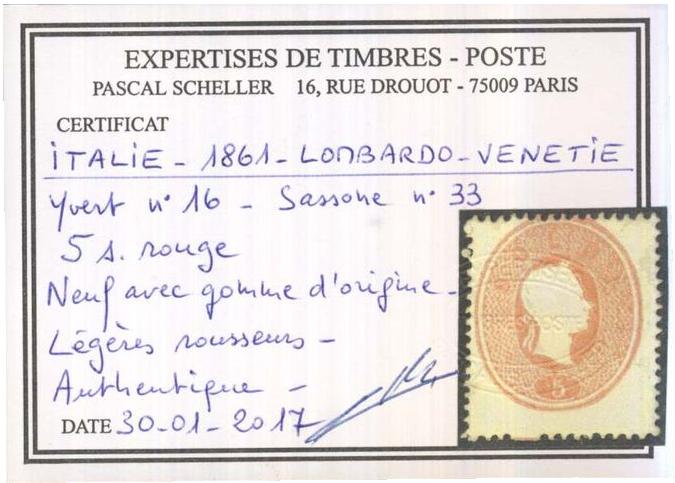 EXPERTISES DE TIMBRES - POSTE
PASCAL SCHELLER 16, RUE DROUOT - 75009 PARIS
CERTIFICAT
ITALIE - 1861 - LOMBARDO - VENETIE
Yvert n° 16 - Sassone n° 33
5 s. rouge
Neuf avec gomme d'origine -
Légères rousseurs -
Authentique -
DATE 30-01-2017
5